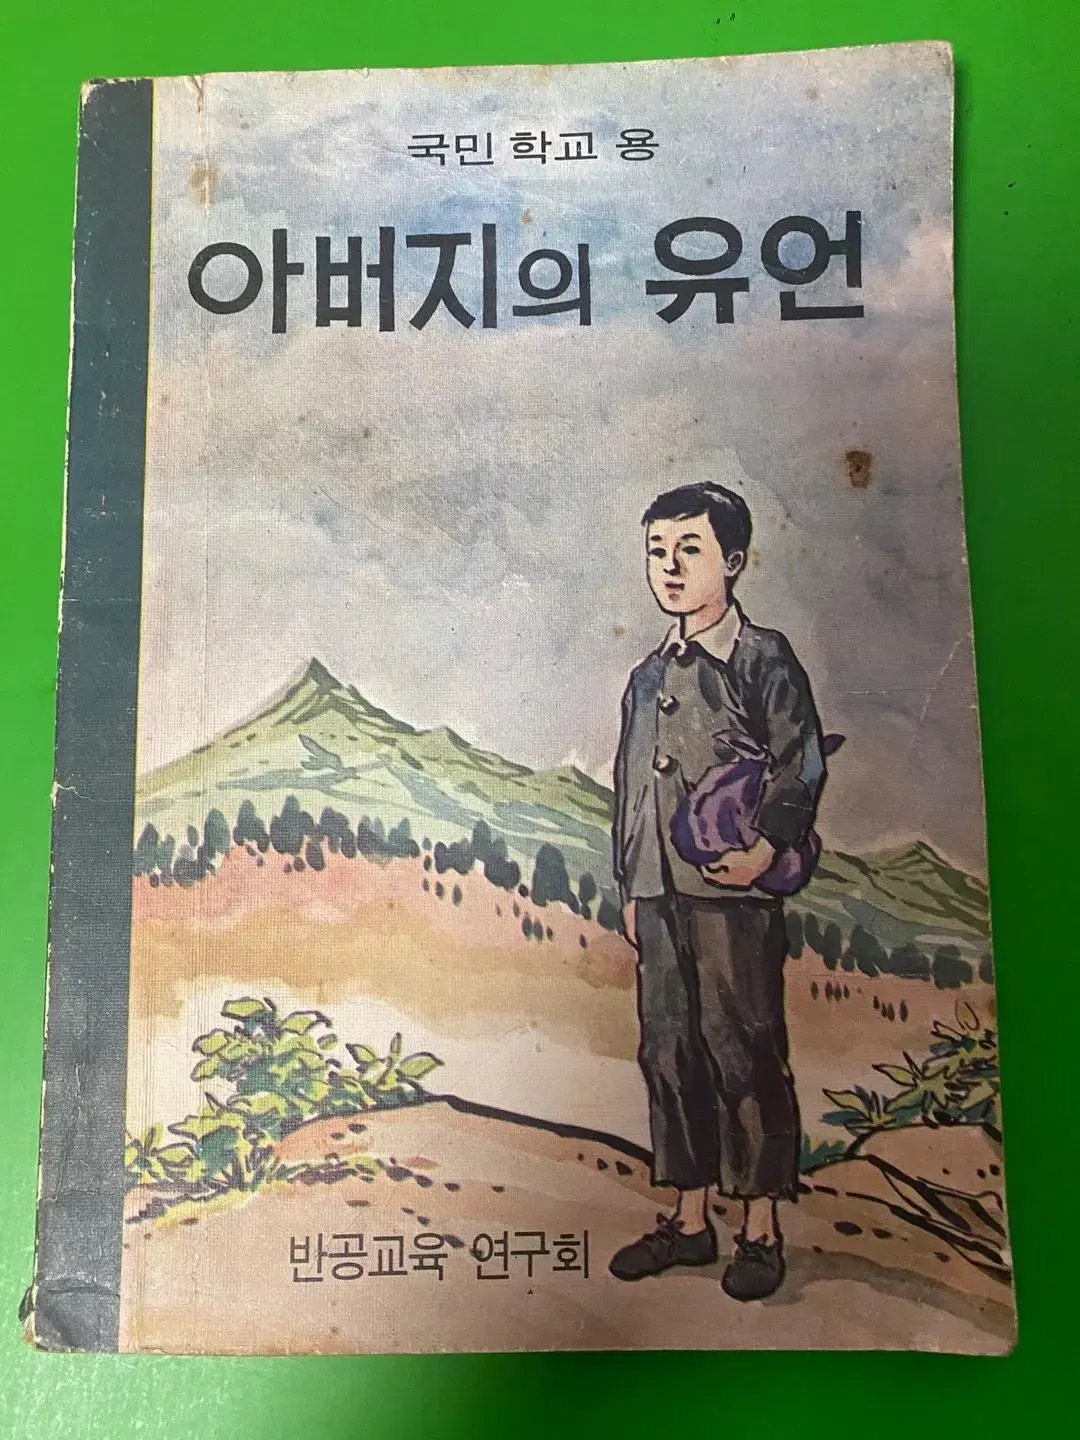 국민 학교 용
아버지의 유언
반공교육 연구회